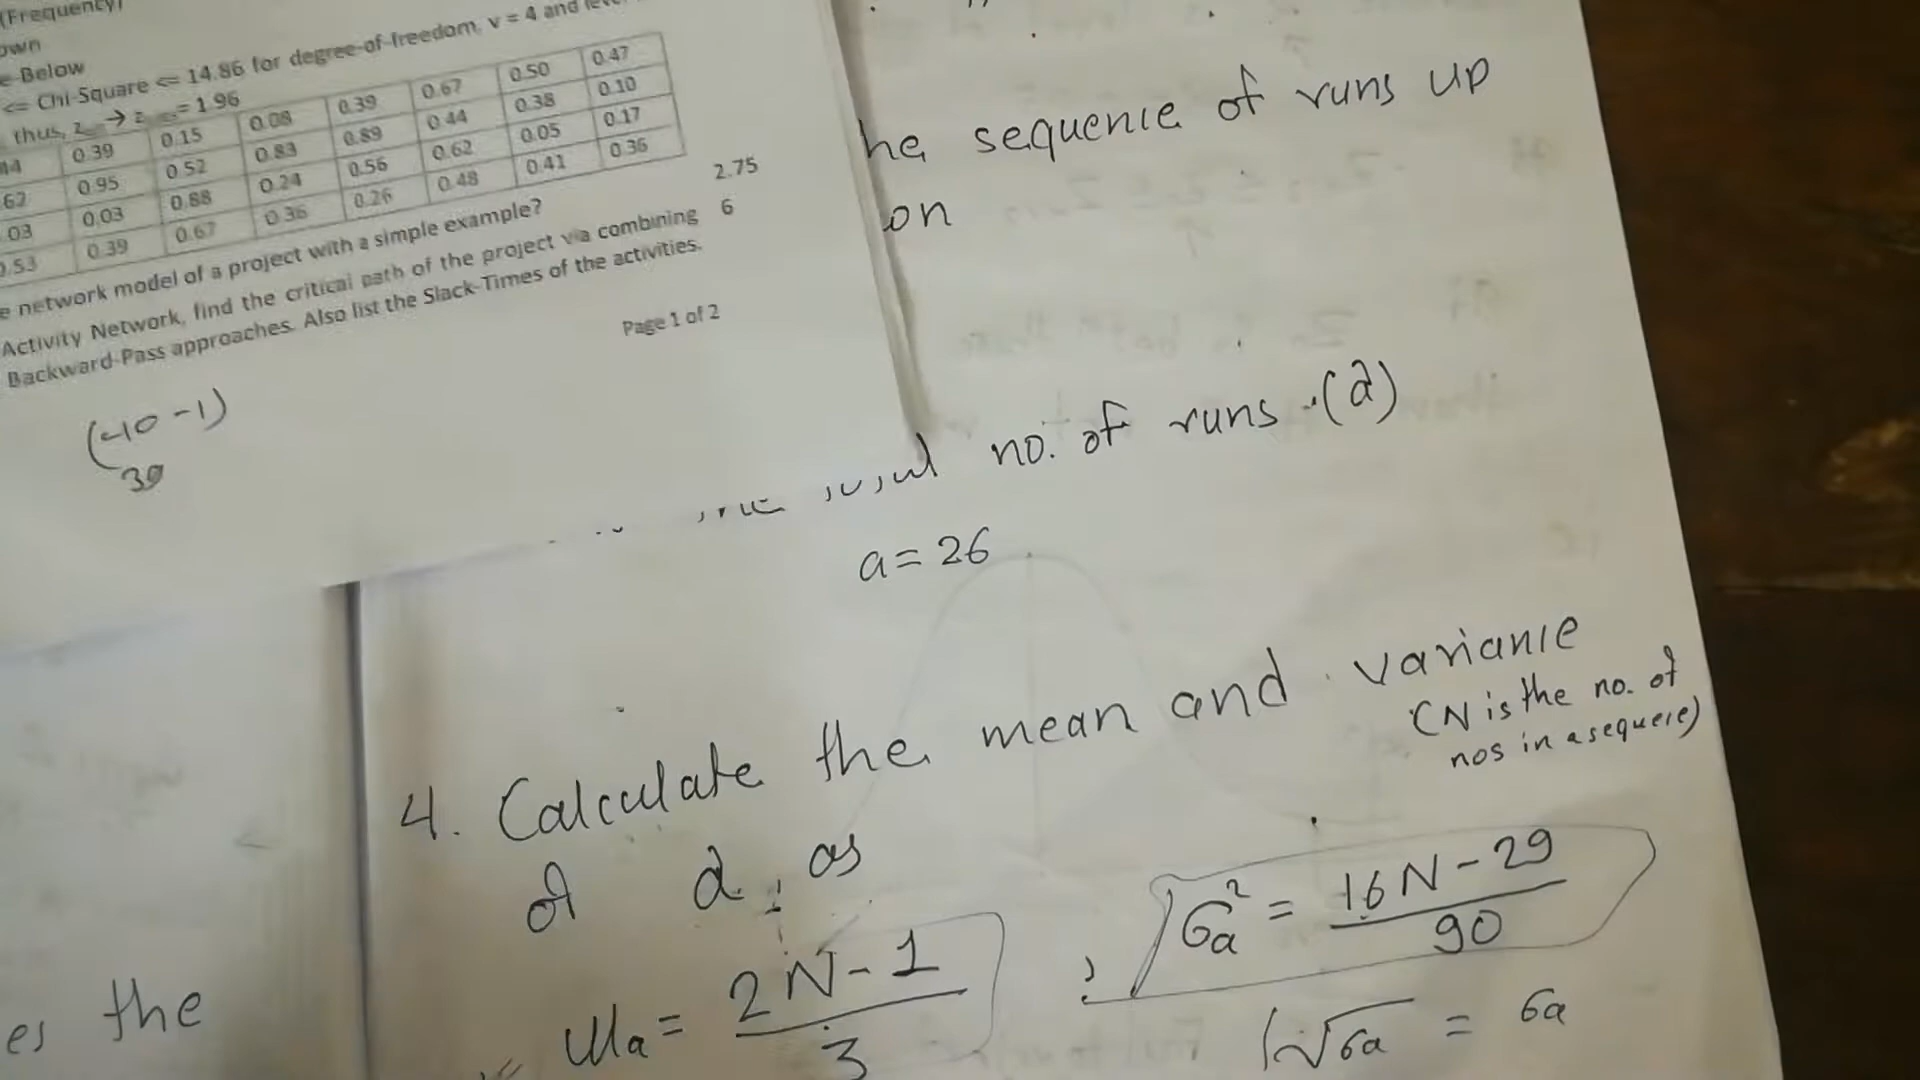 (Frequency)
own
e-Below
<= Chi-Square <= 14.86 for degree-of-freedom, v = 4 and
thus, z → z = 1.96
44 0.39 0.15 0.08 0.39 0.67 0.50 0.47
62 0.95 0.52 0.83 0.89 0.44 0.38 0.10
03 0.03 0.88 0.24 0.56 0.62 0.05 0.17
0.53 0.39 0.67 0.36 0.26 0.48 0.41 0.36
e network model of a project with a simple example? 2.75
Activity Network, find the critical path of the project via combining 6
Backward-Pass approaches. Also list the Slack-Times of the activities.
Page 1 of 2
39
he sequence of runs up
on
no. of runs (a)
a = 26
4. Calculate the mean and variance
(N is the no. of
nos in a sequece)
of a, as
μa = 2N - 1 / 3 , σa² = 16N - 29 / 90
√σa = σa
es the